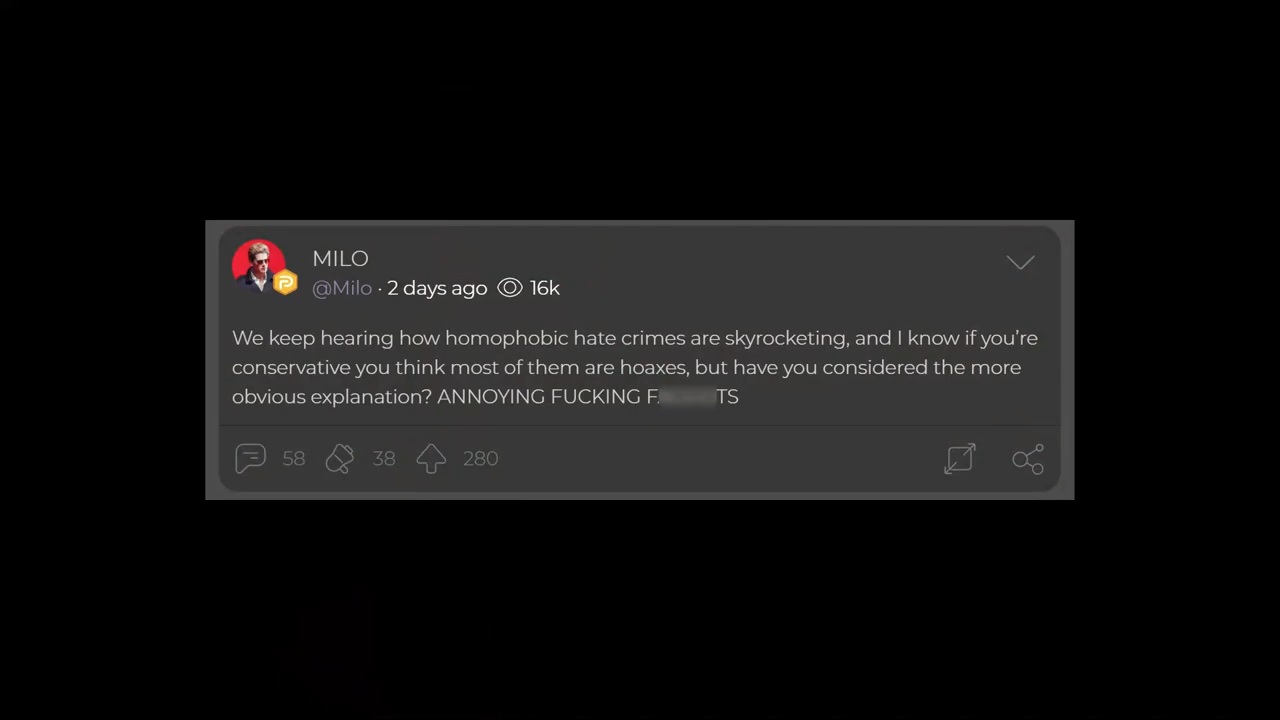 MILO
@Milo · 2 days ago 16k
We keep hearing how homophobic hate crimes are skyrocketing, and I know if you're
conservative you think most of them are hoaxes, but have you considered the more
obvious explanation? ANNOYING FUCKING
58 38 280